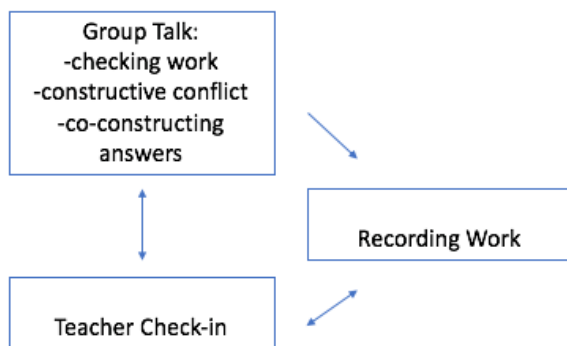 Group Talk:
-checking work
-constructive conflict
-co-constructing
answers
Recording Work
Teacher Check-in